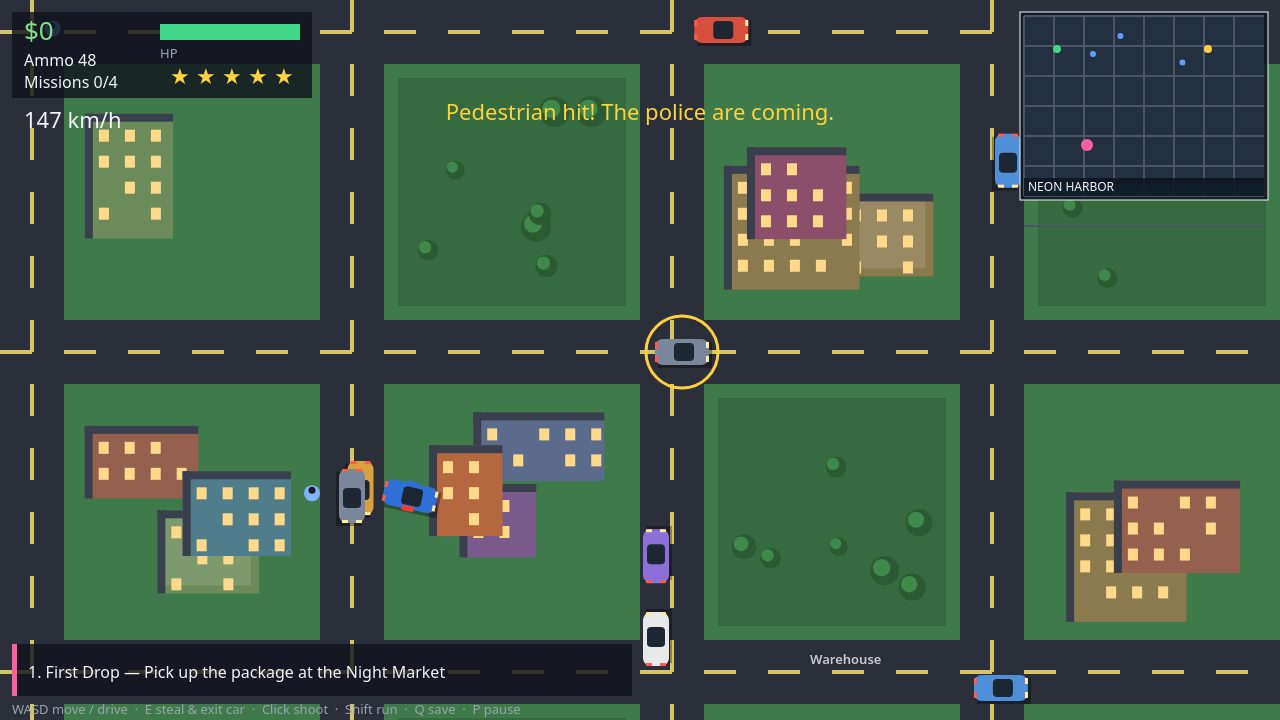 $0
HP
Ammo 48
Missions 0/4
★ ★ ★ ★ ★
147 km/h
Pedestrian hit! The police are coming.
NEON HARBOR
Warehouse
1. First Drop — Pick up the package at the Night Market
WASD move / drive · E steal & exit car · Click shoot · Shift run · Q save · P pause